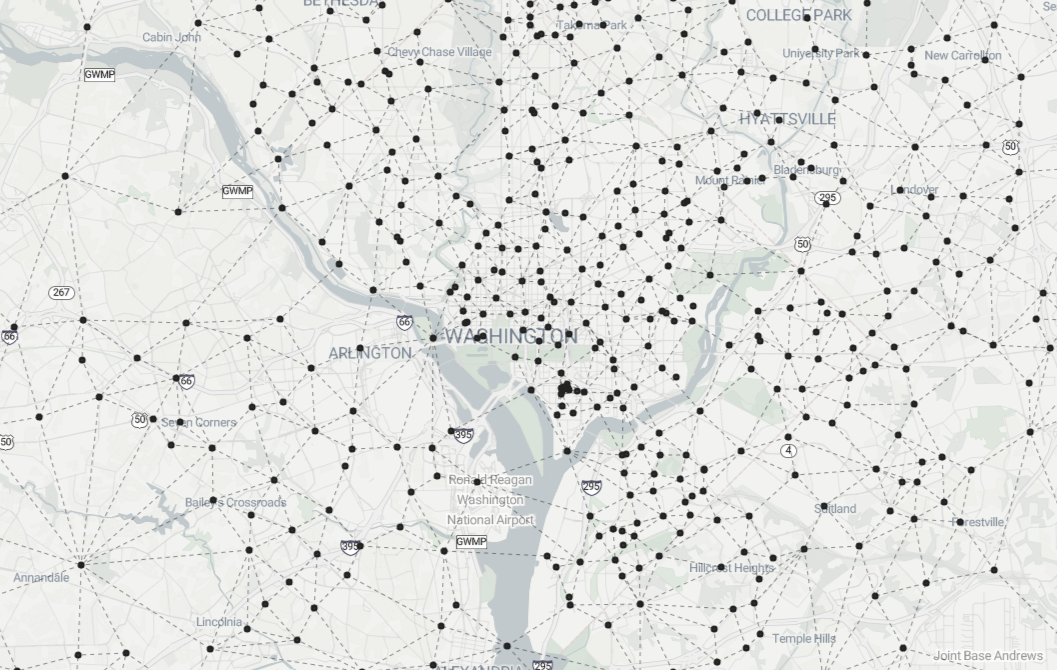 BETHESDA
Takoma Park
COLLEGE PARK
Cabin John
Chevy Chase Village
University Park
New Carrollton
GWMP
HYATTSVILLE
50
Mount Rainier
Bladensburg
GWMP
295
Landover
50
267
66
66
WASHINGTON
ARLINGTON
66
50
Seven Corners
395
50
4
Ronald Reagan
Washington
National Airport
295
Bailey's Crossroads
Suitland
Forestville
GWMP
395
Annandale
Hillcrest Heights
Lincolnia
Temple Hills
Joint Base Andrews
ALEXANDRIA
295